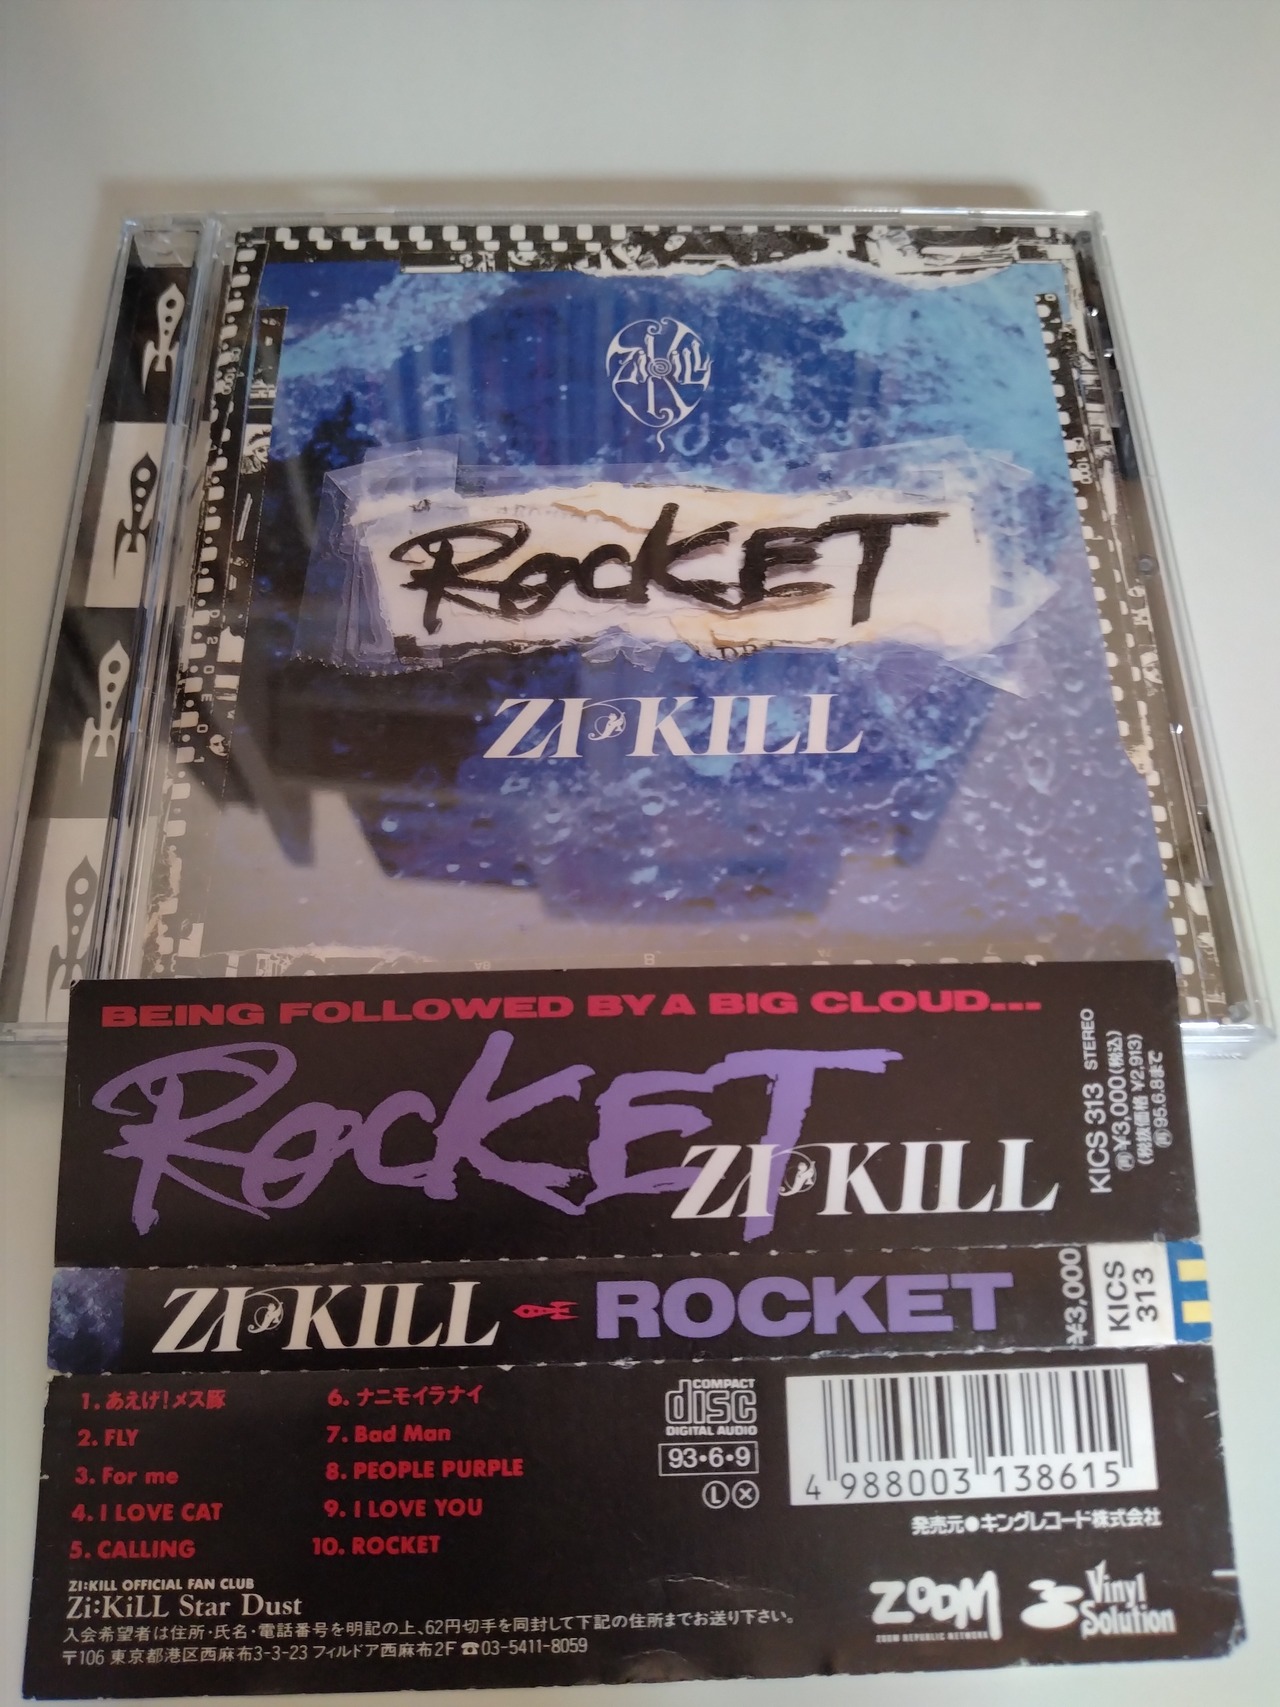 Zi KiLL
ROCKET
ZI KILL
BEING FOLLOWED BY A BIG CLOUD...
ROCKET
ZI KILL
KICS 313 STEREO
㊓¥3,000(税込)
(税抜価格 ¥2,913)
㊓95.6.8まで
ZI KILL ROCKET
¥3,000
KICS
313
1. あえげ!メス豚
2. FLY
3. For me
4. I LOVE CAT
5. CALLING
6. ナニモイラナイ
7. Bad Man
8. PEOPLE PURPLE
9. I LOVE YOU
10. ROCKET
COMPACT
disc
DIGITAL AUDIO
93・6・9
Ⓛ Ⓧ
4 988003 138615
発売元●キングレコード株式会社
ZI:KILL OFFICIAL FAN CLUB
Zi:KiLL Star Dust
入会希望者は住所・氏名・電話番号を明記の上、62円切手を同封して下記の住所までお送り下さい。
〒106 東京都港区西麻布3-3-23 フィルドア西麻布2F ☎03-5411-8059
ZOOM
ZOOM REPUBLIC NETWORK
Vinyl
Solution